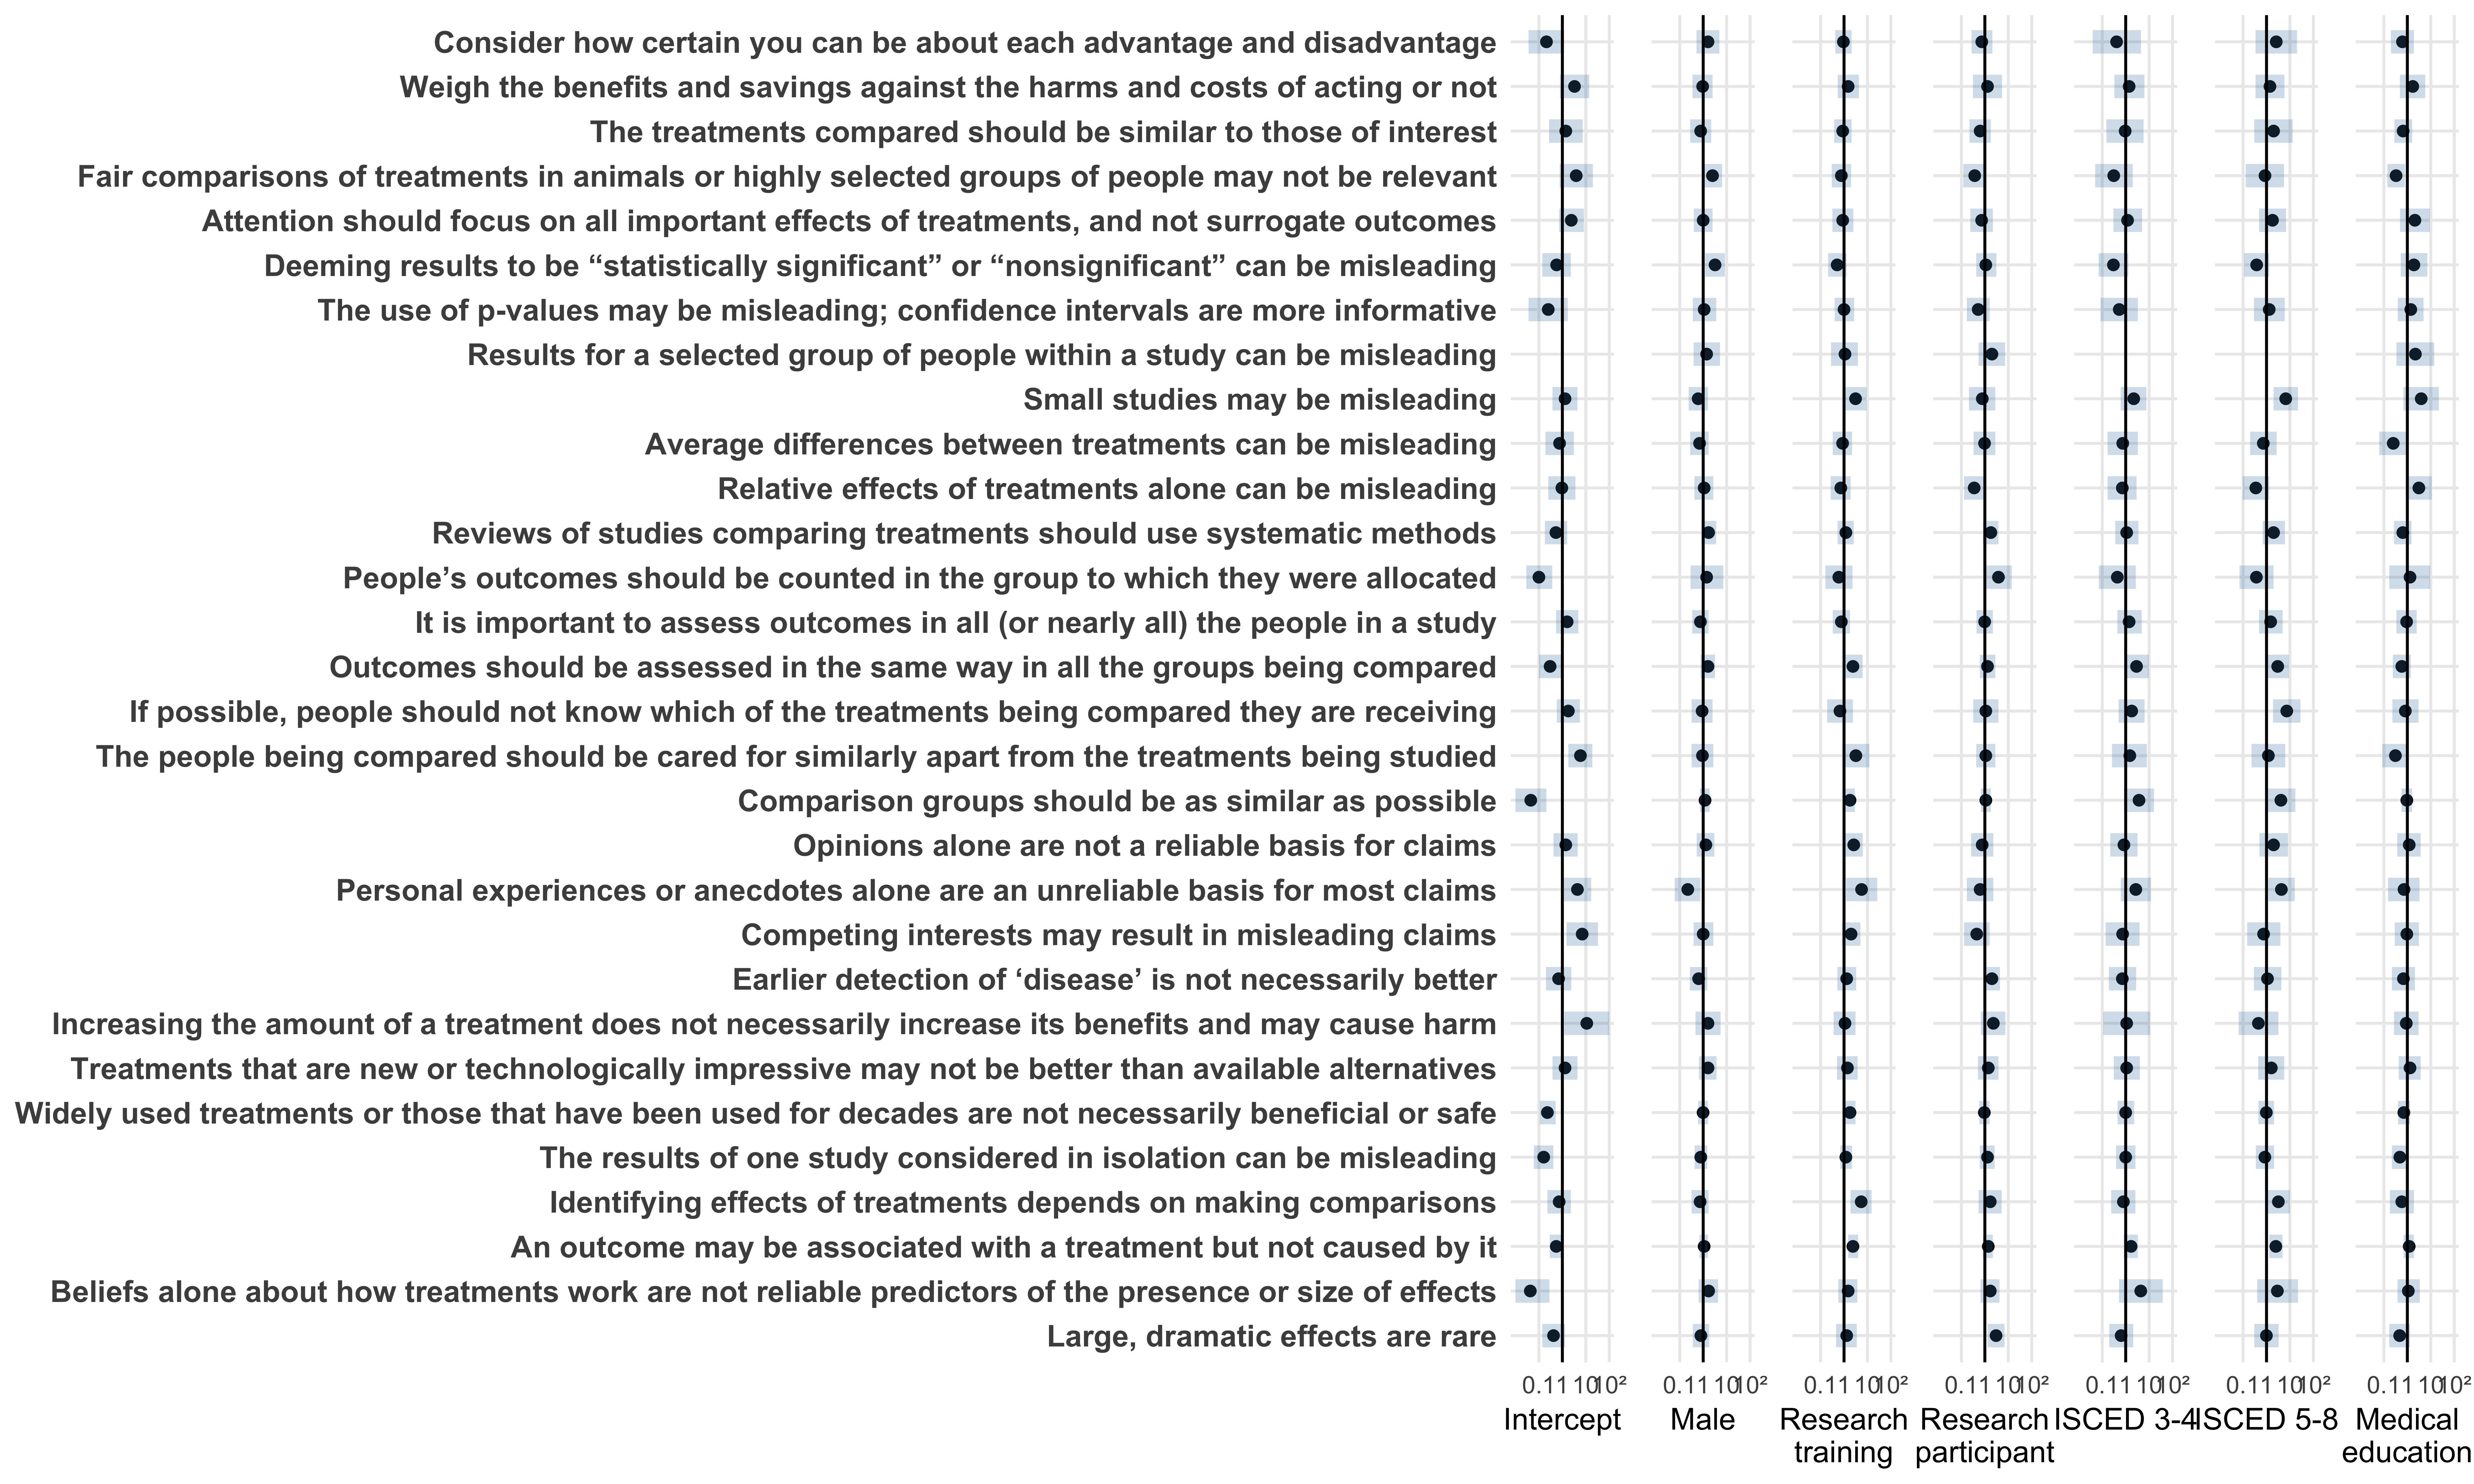 Consider how certain you can be about each advantage and disadvantage
Weigh the benefits and savings against the harms and costs of acting or not
The treatments compared should be similar to those of interest
Fair comparisons of treatments in animals or highly selected groups of people may not be relevant
Attention should focus on all important effects of treatments, and not surrogate outcomes
Deeming results to be “statistically significant” or “nonsignificant” can be misleading
The use of p-values may be misleading; confidence intervals are more informative
Results for a selected group of people within a study can be misleading
Small studies may be misleading
Average differences between treatments can be misleading
Relative effects of treatments alone can be misleading
Reviews of studies comparing treatments should use systematic methods
People’s outcomes should be counted in the group to which they were allocated
It is important to assess outcomes in all (or nearly all) the people in a study
Outcomes should be assessed in the same way in all the groups being compared
If possible, people should not know which of the treatments being compared they are receiving
The people being compared should be cared for similarly apart from the treatments being studied
Comparison groups should be as similar as possible
Opinions alone are not a reliable basis for claims
Personal experiences or anecdotes alone are an unreliable basis for most claims
Competing interests may result in misleading claims
Earlier detection of ‘disease’ is not necessarily better
Increasing the amount of a treatment does not necessarily increase its benefits and may cause harm
Treatments that are new or technologically impressive may not be better than available alternatives
Widely used treatments or those that have been used for decades are not necessarily beneficial or safe
The results of one study considered in isolation can be misleading
Identifying effects of treatments depends on making comparisons
An outcome may be associated with a treatment but not caused by it
Beliefs alone about how treatments work are not reliable predictors of the presence or size of effects
Large, dramatic effects are rare
0.1 1 10 10² 0.1 1 10 10² 0.1 1 10 10² 0.1 1 10 10² 0.1 1 10 10² 0.1 1 10 10² 0.1 1 10 10²
Intercept Male Research Research ISCED 3-4 ISCED 5-8 Medical
training participant education